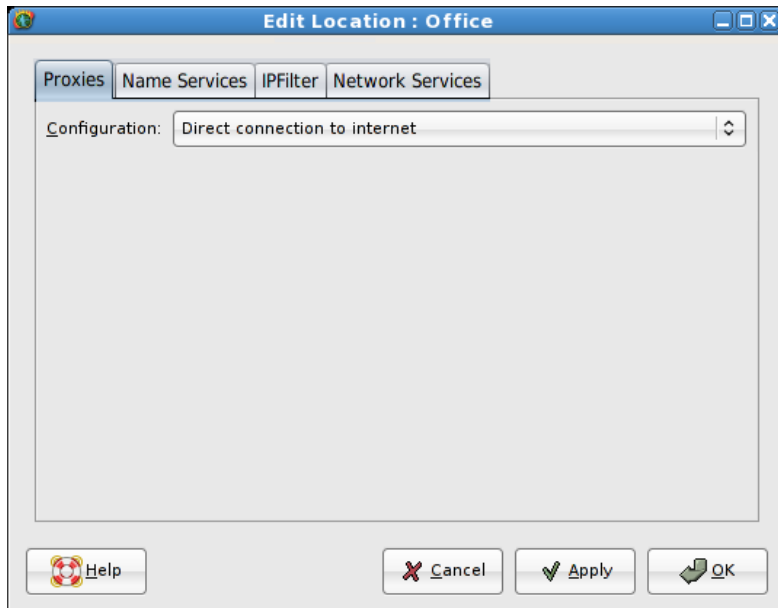 Edit Location : Office
Proxies Name Services IPFilter Network Services
Configuration: Direct connection to internet
Help Cancel Apply OK